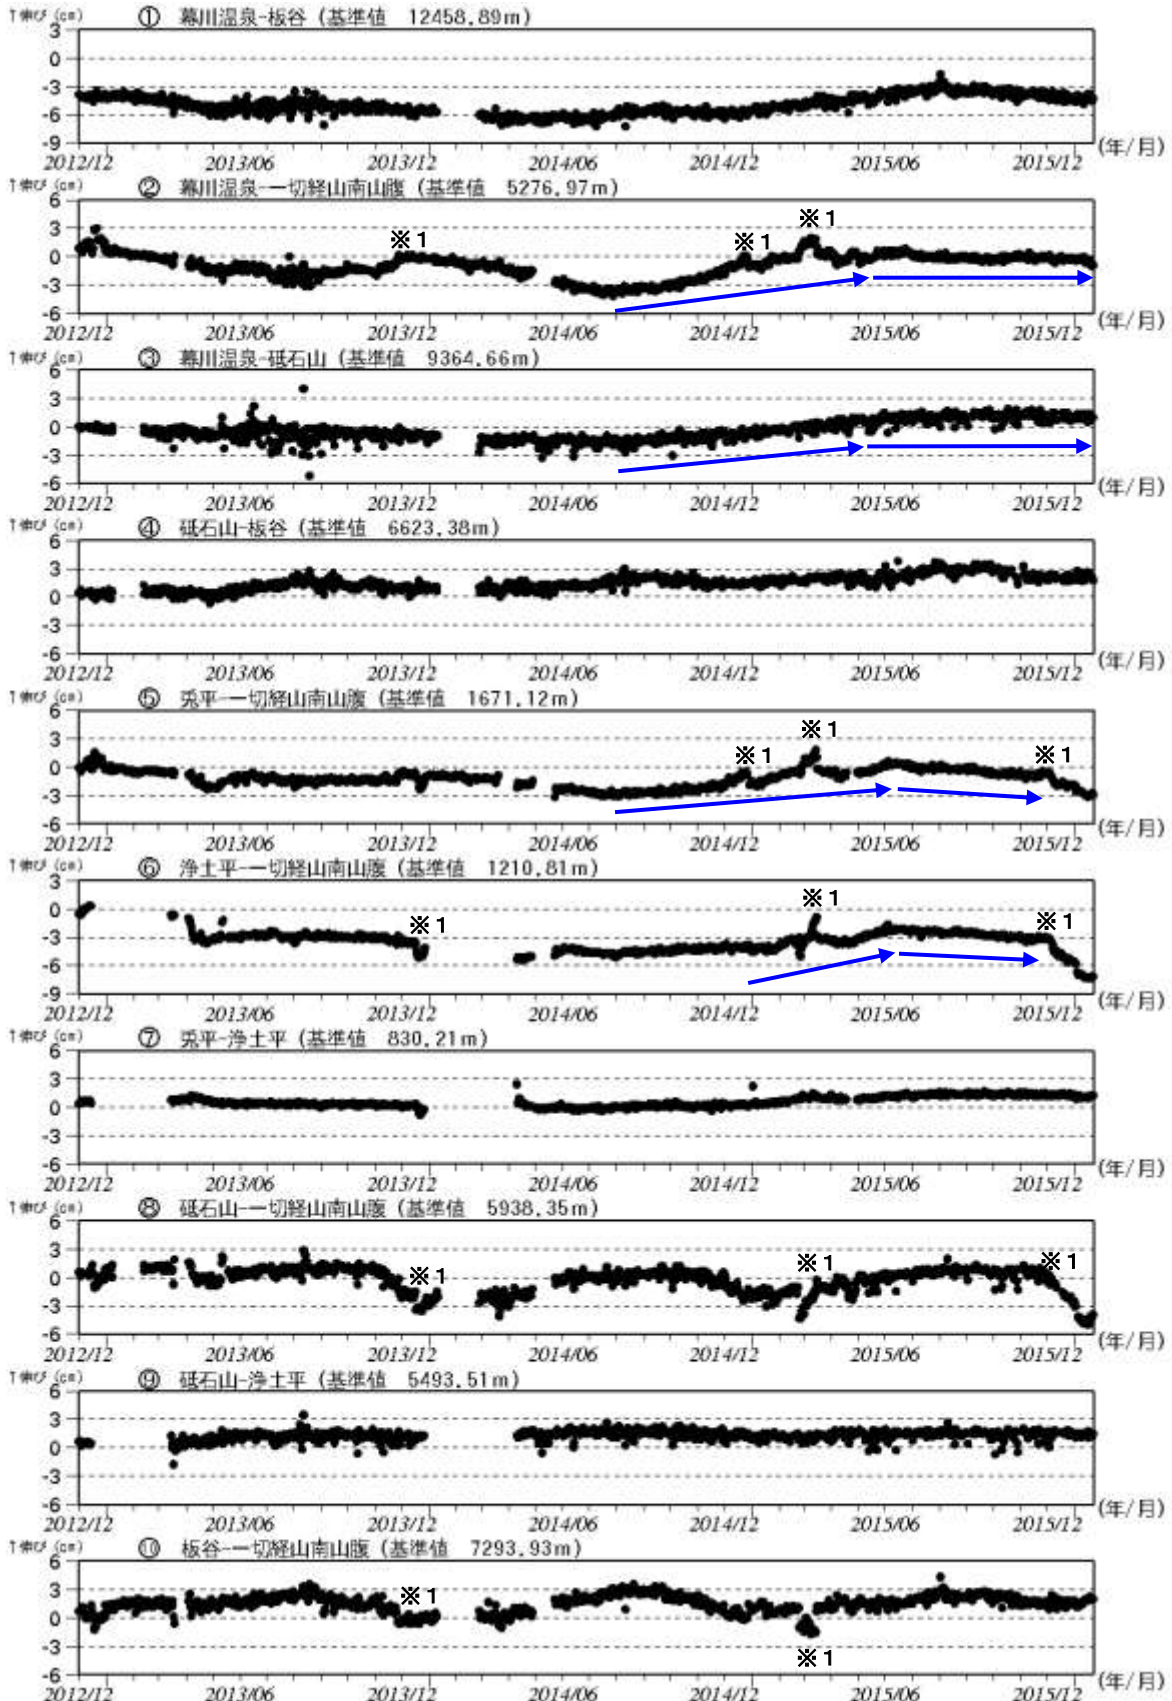 ↑伸び (cm) ① 幕川温泉-板谷 (基準値 12458.89m)
3
0
-3
-6
-9
2012/12 2013/06 2013/12 2014/06 2014/12 2015/06 2015/12 (年/月)
↑伸び (cm) ② 幕川温泉-一切経山南山腹 (基準値 5276.97m)
6
3
0
-3
-6
※1 ※1 ※1
2012/12 2013/06 2013/12 2014/06 2014/12 2015/06 2015/12 (年/月)
↑伸び (cm) ③ 幕川温泉-砥石山 (基準値 9364.66m)
6
3
0
-3
-6
2012/12 2013/06 2013/12 2014/06 2014/12 2015/06 2015/12 (年/月)
↑伸び (cm) ④ 砥石山-板谷 (基準値 6623.38m)
6
3
0
-3
-6
2012/12 2013/06 2013/12 2014/06 2014/12 2015/06 2015/12 (年/月)
↑伸び (cm) ⑤ 兎平-一切経山南山腹 (基準値 1671.12m)
6
3
0
-3
-6
※1 ※1 ※1
2012/12 2013/06 2013/12 2014/06 2014/12 2015/06 2015/12 (年/月)
↑伸び (cm) ⑥ 浄土平-一切経山南山腹 (基準値 1210.81m)
3
0
-3
-6
-9
※1 ※1 ※1
2012/12 2013/06 2013/12 2014/06 2014/12 2015/06 2015/12 (年/月)
↑伸び (cm) ⑦ 兎平-浄土平 (基準値 830.21m)
6
3
0
-3
-6
2012/12 2013/06 2013/12 2014/06 2014/12 2015/06 2015/12 (年/月)
↑伸び (cm) ⑧ 砥石山-一切経山南山腹 (基準値 5938.35m)
6
3
0
-3
-6
※1 ※1 ※1
2012/12 2013/06 2013/12 2014/06 2014/12 2015/06 2015/12 (年/月)
↑伸び (cm) ⑨ 砥石山-浄土平 (基準値 5493.51m)
6
3
0
-3
-6
2012/12 2013/06 2013/12 2014/06 2014/12 2015/06 2015/12 (年/月)
↑伸び (cm) ⑩ 板谷-一切経山南山腹 (基準値 7293.93m)
6
3
0
-3
-6
※1 ※1
2012/12 2013/06 2013/12 2014/06 2014/12 2015/06 2015/12 (年/月)